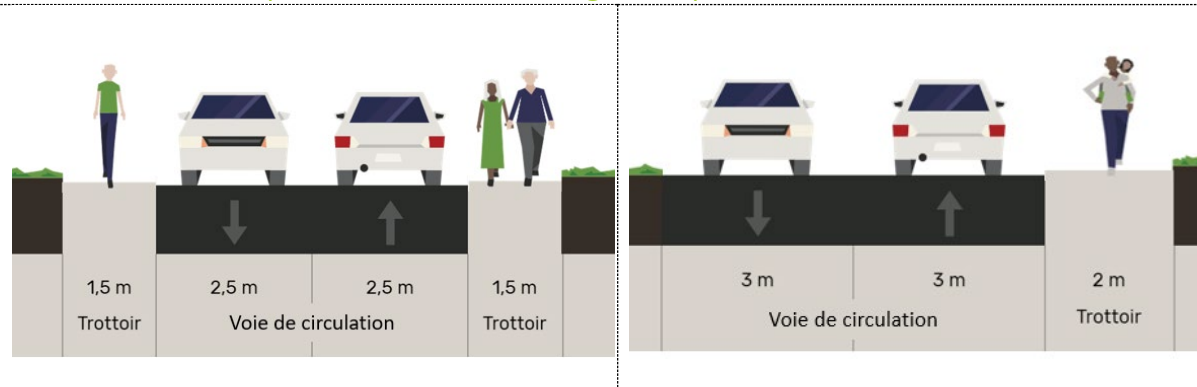 1,5 m
2,5 m
2,5 m
1,5 m
Trottoir
Voie de circulation
Trottoir
3 m
3 m
2 m
Voie de circulation
Trottoir